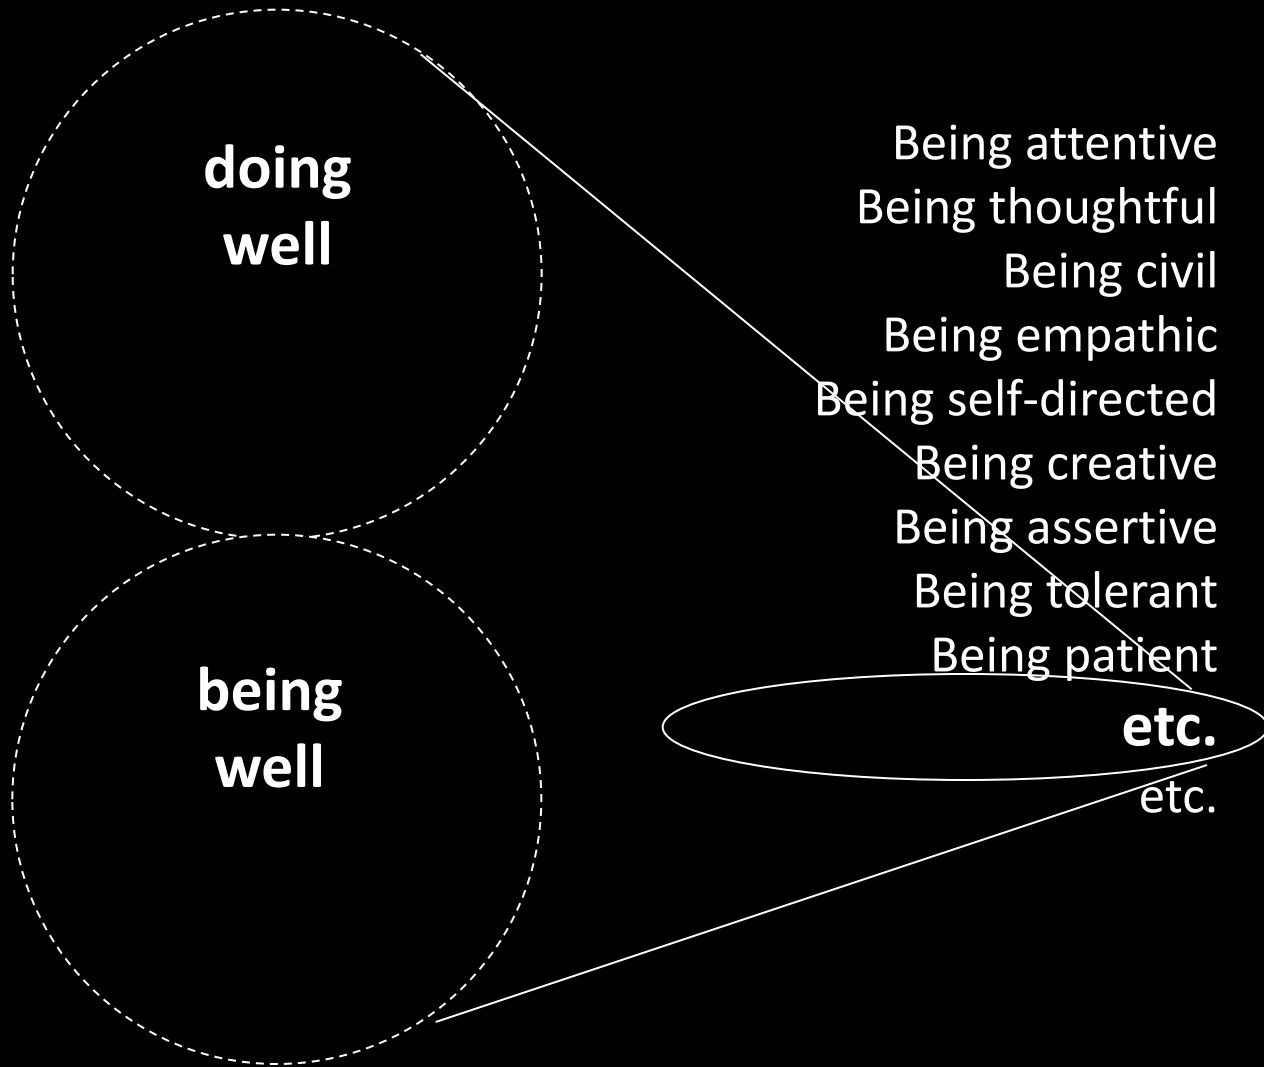 doing
well
being
well
Being attentive
Being thoughtful
Being civil
Being empathic
Being self-directed
Being creative
Being assertive
Being tolerant
Being patient
etc.
etc.